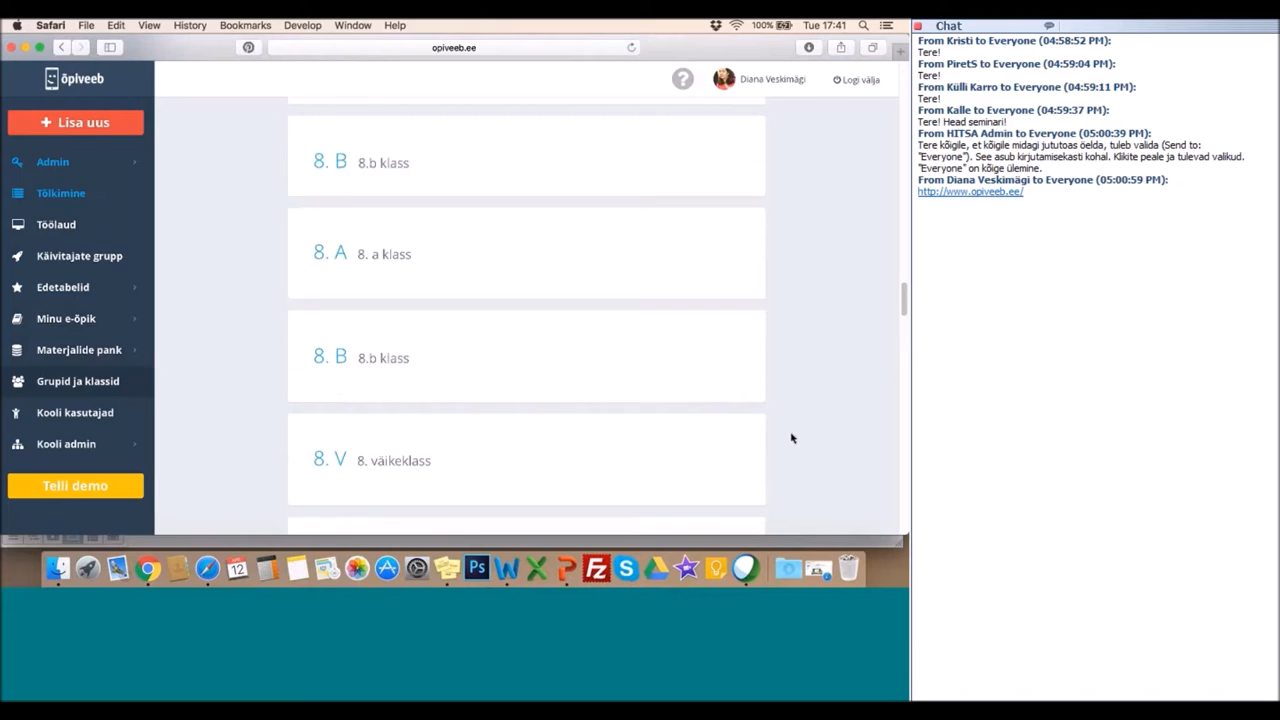 Safari File Edit View History Bookmarks Develop Window Help 100% Tue 17:41
opiveeb.ee
õpiveeb
Diana Veskimägi Logi välja
+ Lisa uus
Admin
Tõlkimine
Töölaud
Käivitajate grupp
Edetabelid
Minu e-õpik
Materjalide pank
Grupid ja klassid
Kooli kasutajad
Kooli admin
Telli demo
8. B 8.b klass
8. A 8. a klass
8. B 8.b klass
8. V 8. väikeklass
12
Ps
Chat
From Kristi to Everyone (04:58:52 PM):
Tere!
From PiretS to Everyone (04:59:04 PM):
Tere!
From Külli Karro to Everyone (04:59:11 PM):
Tere!
From Kalle to Everyone (04:59:37 PM):
Tere! Head seminari!
From HITSA Admin to Everyone (05:00:39 PM):
Tere kõigile, et kõigile midagi jututoas öelda, tuleb valida (Send to:
"Everyone"). See asub kirjutamisekasti kohal. Klikite peale ja tulevad valikud.
"Everyone" on kõige ülemine.
From Diana Veskimägi to Everyone (05:00:59 PM):
http://www.opiveeb.ee/